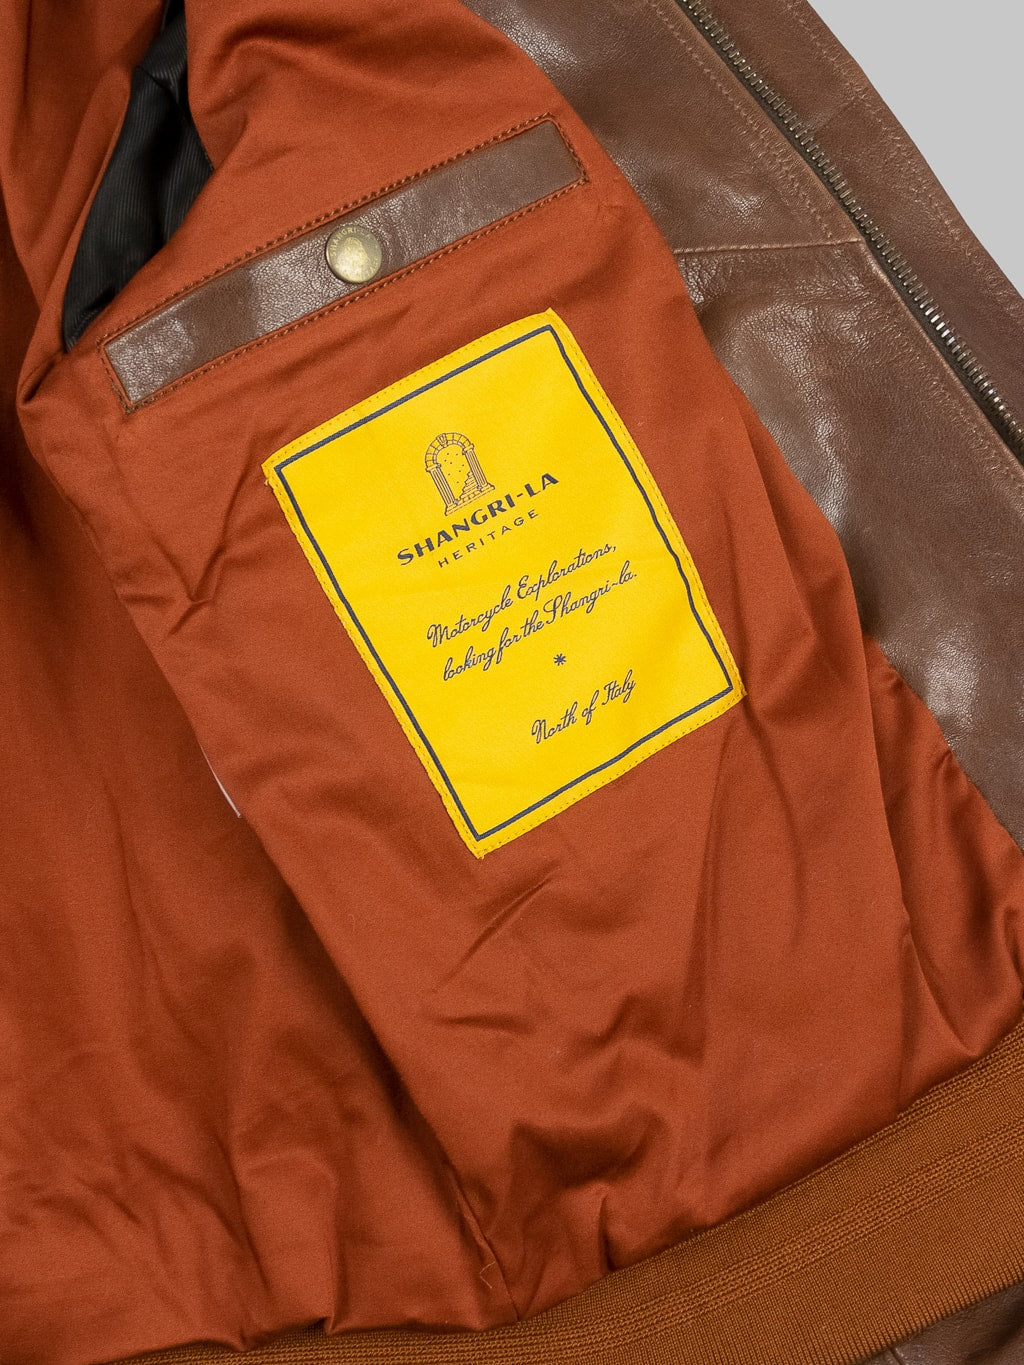 SHANGRI-LA
HERITAGE
Motorcycle Explorations,
looking for the Shangri-la.
*
North of Italy